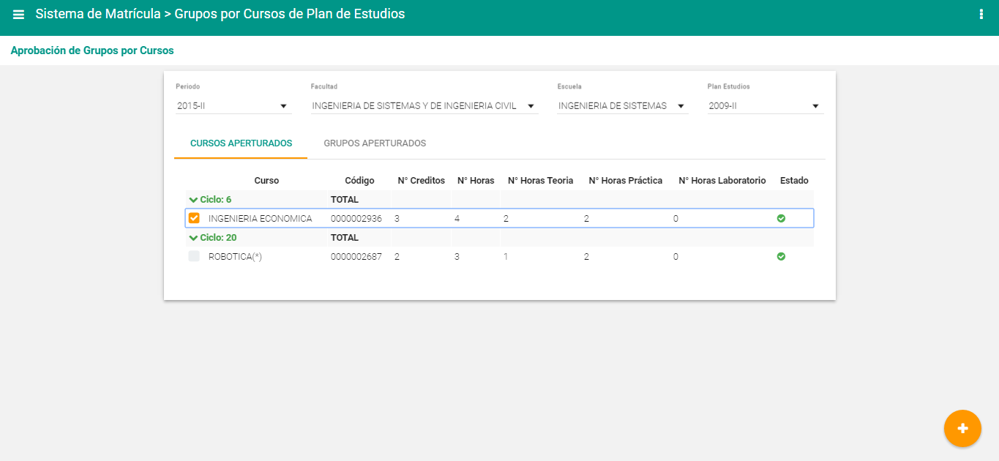 Sistema de Matrícula > Grupos por Cursos de Plan de Estudios
Aprobación de Grupos por Cursos
Periodo Facultad Escuela Plan Estudios
2015-II INGENIERIA DE SISTEMAS Y DE INGENIERIA CIVIL INGENIERIA DE SISTEMAS 2009-II
CURSOS APERTURADOS GRUPOS APERTURADOS
Curso Código N° Creditos N° Horas N° Horas Teoria N° Horas Práctica N° Horas Laboratorio Estado
Ciclo: 6 TOTAL
INGENIERIA ECONOMICA 0000002936 3 4 2 2 0
Ciclo: 20 TOTAL
ROBOTICA(*) 0000002687 2 3 1 2 0